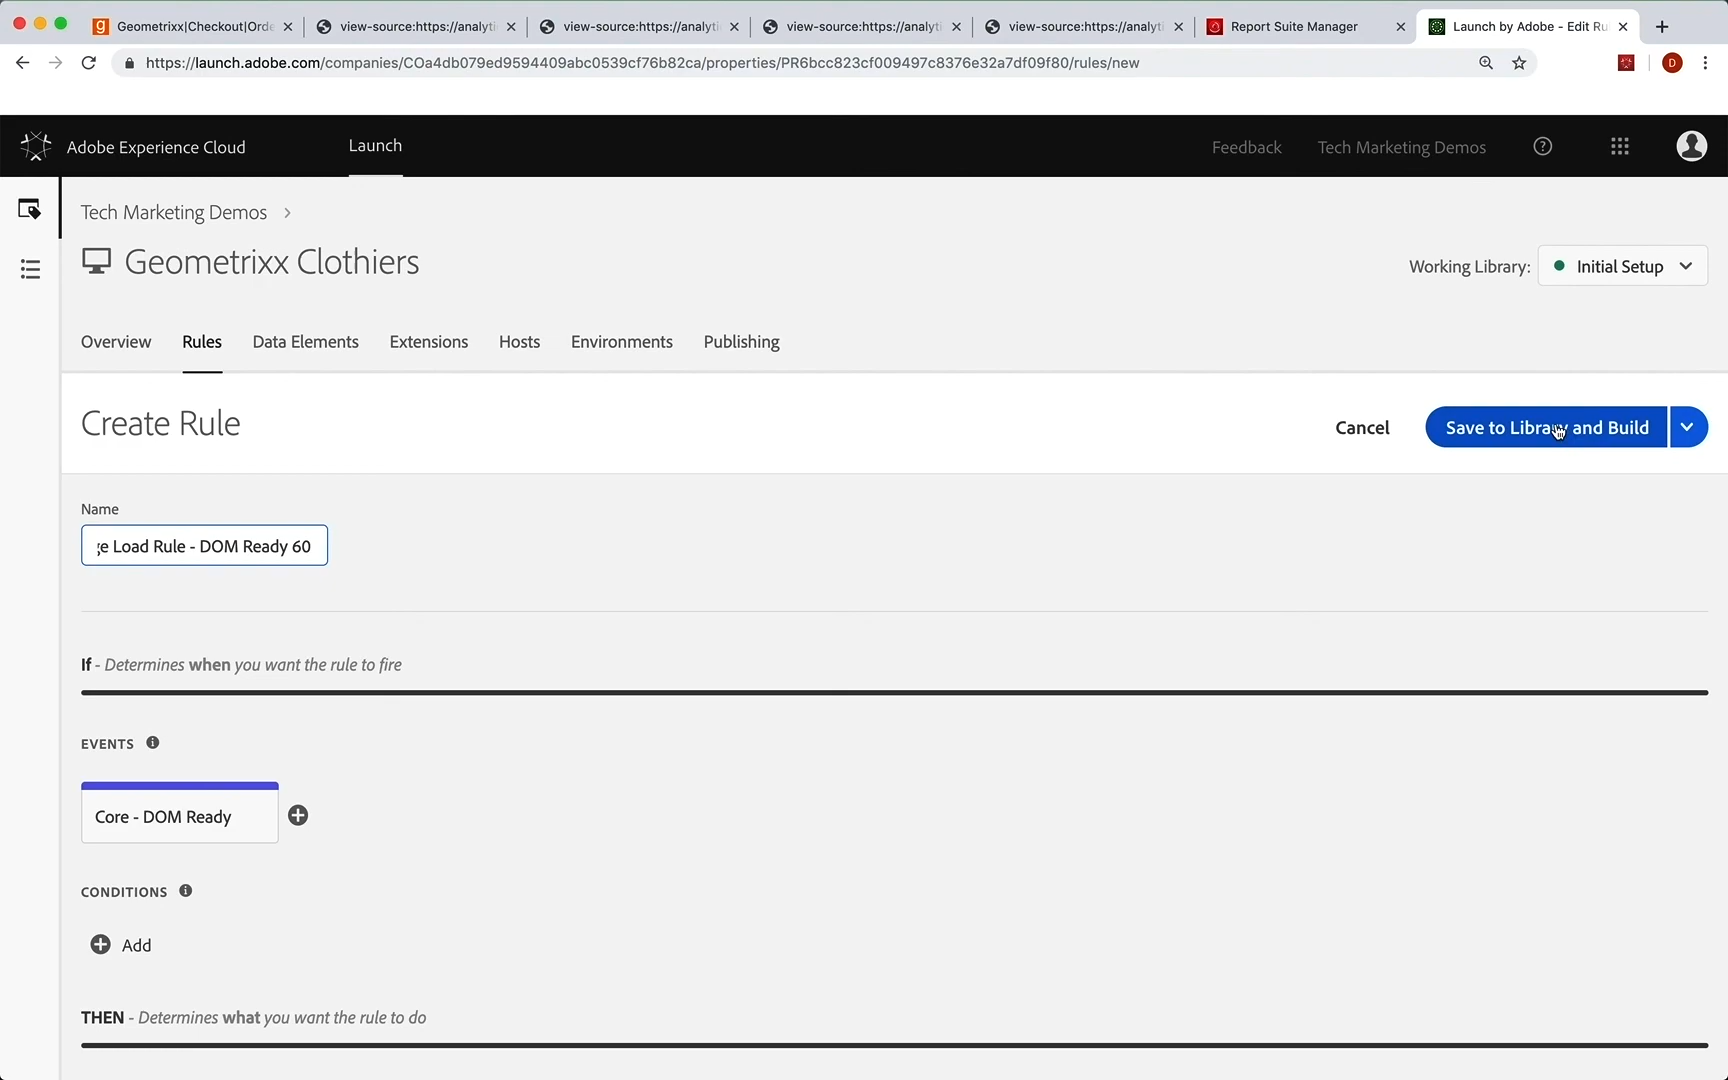 Geometrixx|Checkout|Orde
view-source:https://analyti
view-source:https://analyti
view-source:https://analyti
view-source:https://analyti
Report Suite Manager
Launch by Adobe - Edit Ru
https://launch.adobe.com/companies/COa4db079ed9594409abc0539cf76b82ca/properties/PR6bcc823cf009497c8376e32a7df09f80/rules/new
D
Adobe Experience Cloud
Launch
Feedback
Tech Marketing Demos
Tech Marketing Demos
Geometrixx Clothiers
Working Library:
Initial Setup
Overview
Rules
Data Elements
Extensions
Hosts
Environments
Publishing
Create Rule
Cancel
Save to Library and Build
Name
ge Load Rule - DOM Ready 60
If - Determines when you want the rule to fire
EVENTS
Core - DOM Ready
CONDITIONS
Add
THEN - Determines what you want the rule to do